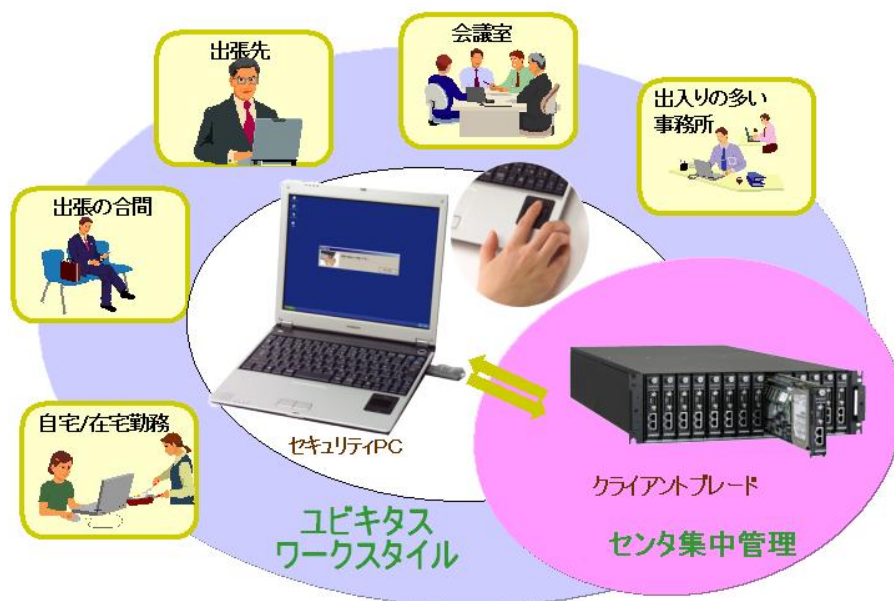 出張先
会議室
出入りの多い
事務所
出張の合間
自宅/在宅勤務
セキュリティPC
クライアントブレード
ユビキタス
ワークスタイル
センタ集中管理